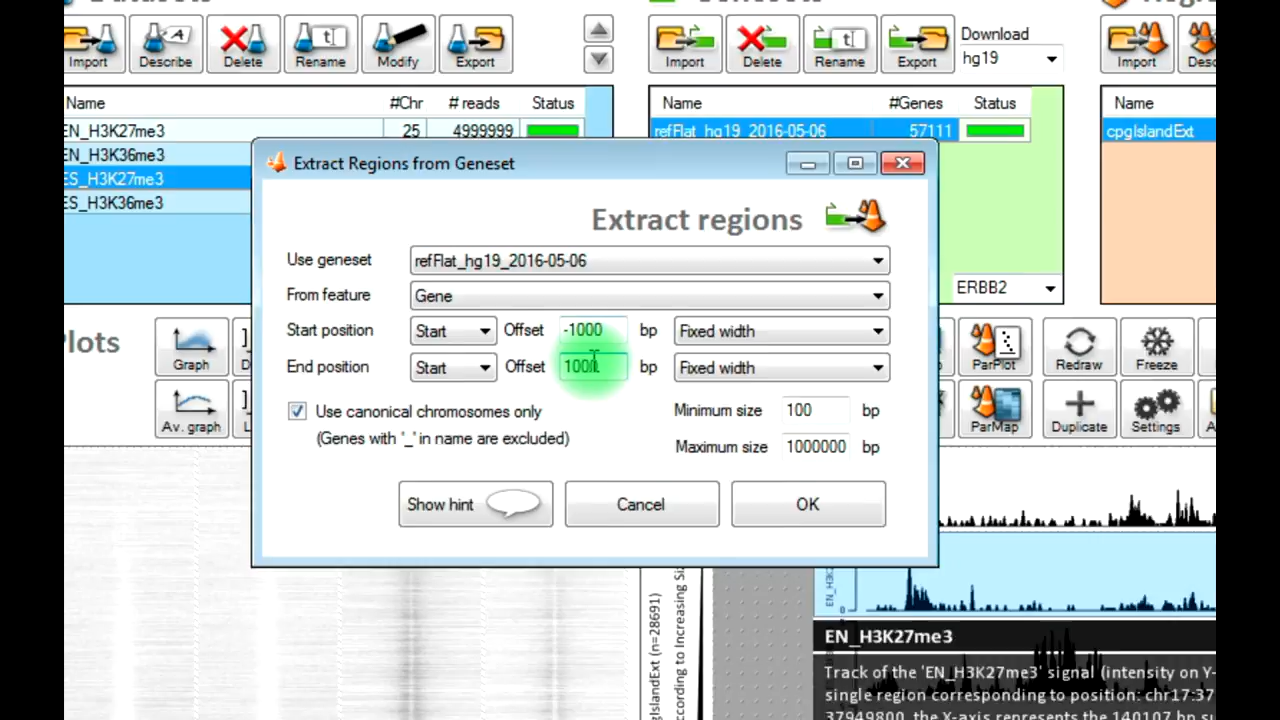 Import Describe Delete Rename Modify Export
Import Delete Rename Export
Download
hg19
Import
Name #Chr # reads Status
EN_H3K27me3 25 4999999
EN_H3K36me3
ES_H3K27me3
ES_H3K36me3
Name #Genes Status
refFlat_hg19_2016-05-06 57111
Name
cpgIslandExt
ERBB2
Extract Regions from Geneset
Extract regions
Use geneset refFlat_hg19_2016-05-06
From feature Gene
Start position Start Offset -1000 bp Fixed width
End position Start Offset bp Fixed width
Use canonical chromosomes only
(Genes with '_' in name are excluded)
Minimum size 100 bp
Maximum size 1000000 bp
Show hint Cancel OK
Plots
Graph
Av. graph
ParPlot Redraw Freeze
ParMap Duplicate Settings
EN_H3K27me3
Track of the 'EN_H3K27me3' signal (intensity on Y-
single region corresponding to position: chr17:37
37949800, the X-axis represents the 140107 bp